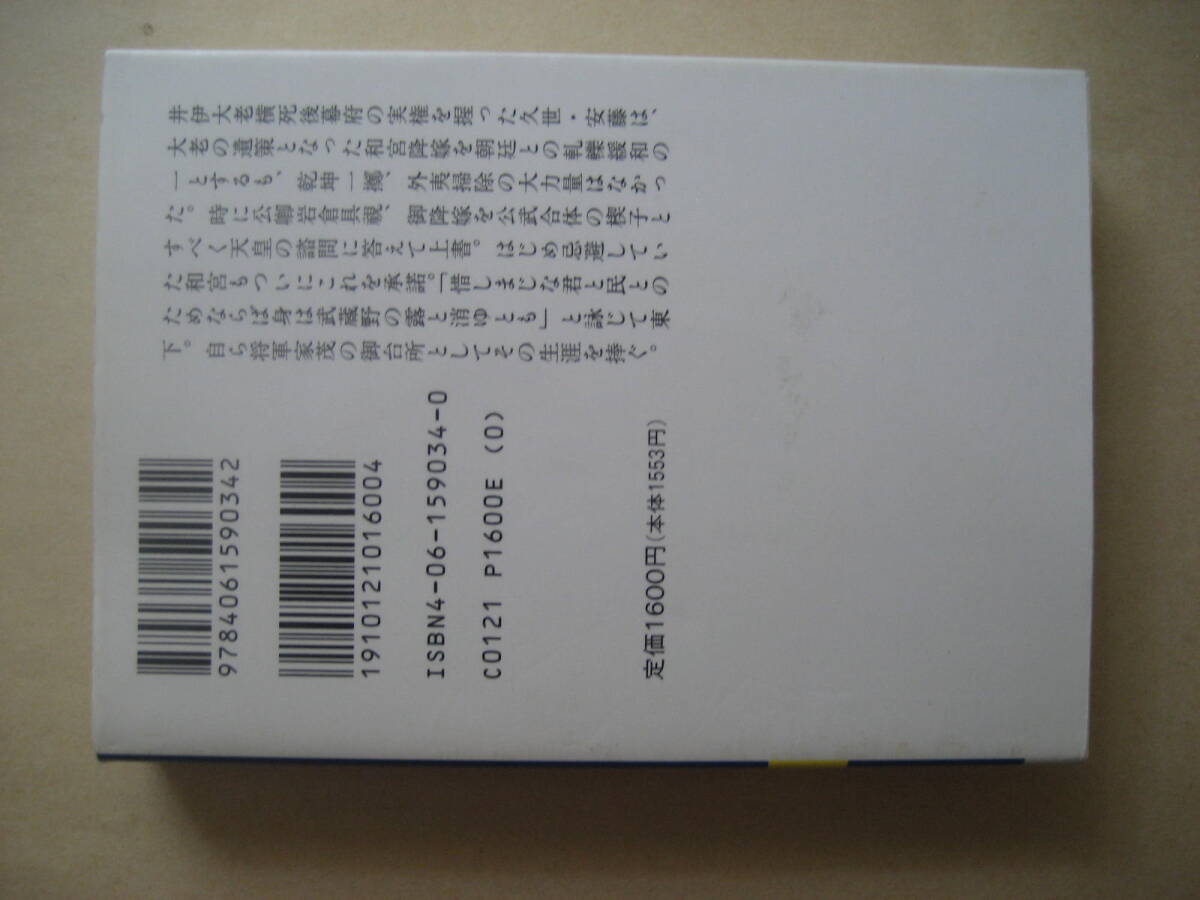 井伊大老横死後幕府の実権を握った久世・安藤は、
大老の遺策となった和宮降嫁を朝廷との軋轢緩和の
一とするも、乾坤一擲、外夷掃除の大力量はなかっ
た。時に公卿岩倉具視、御降嫁を公武合体の楔子と
すべく天皇の諮問に答えて上書。はじめ忌避してい
た和宮もついにこれを承諾。「惜しまじな君と民との
ためならば身は武蔵野の露と消ゆとも」と詠じて東
下。自ら将軍家茂の御台所としてその生涯を捧ぐ。
9784061590342
1910121016004
ISBN4-06-159034-0
C0121 P1600E (0)
定価1600円(本体1553円)